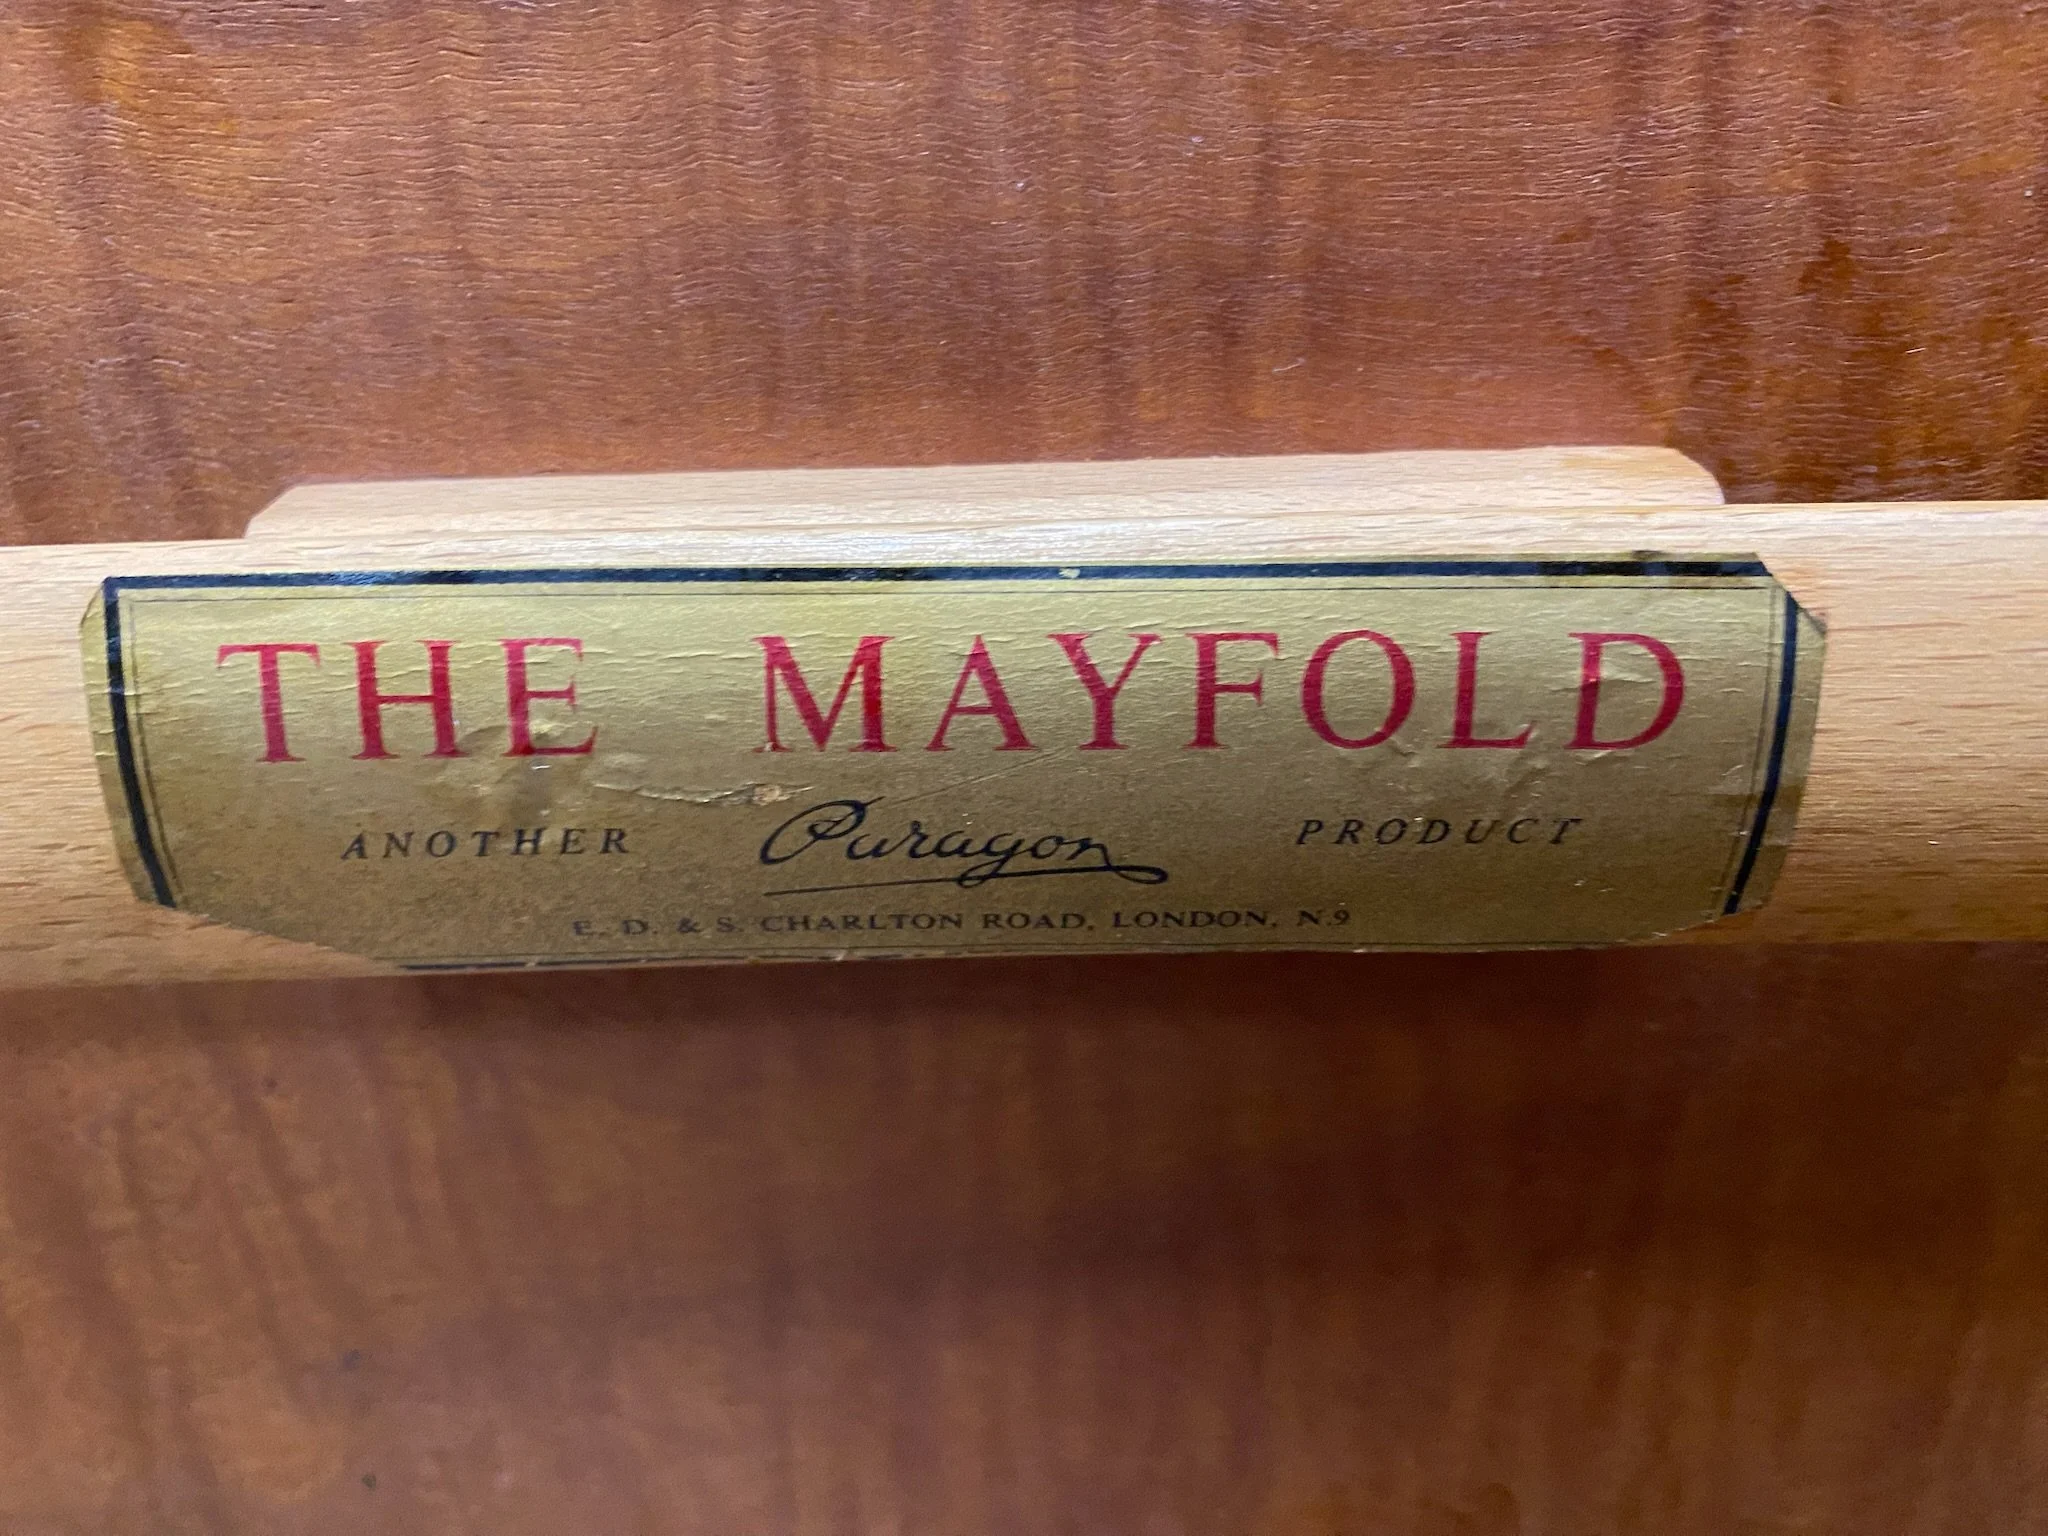 THE MAYFOLD
ANOTHER Paragon PRODUCT
E. D. & S. CHARLTON ROAD, LONDON, N.9